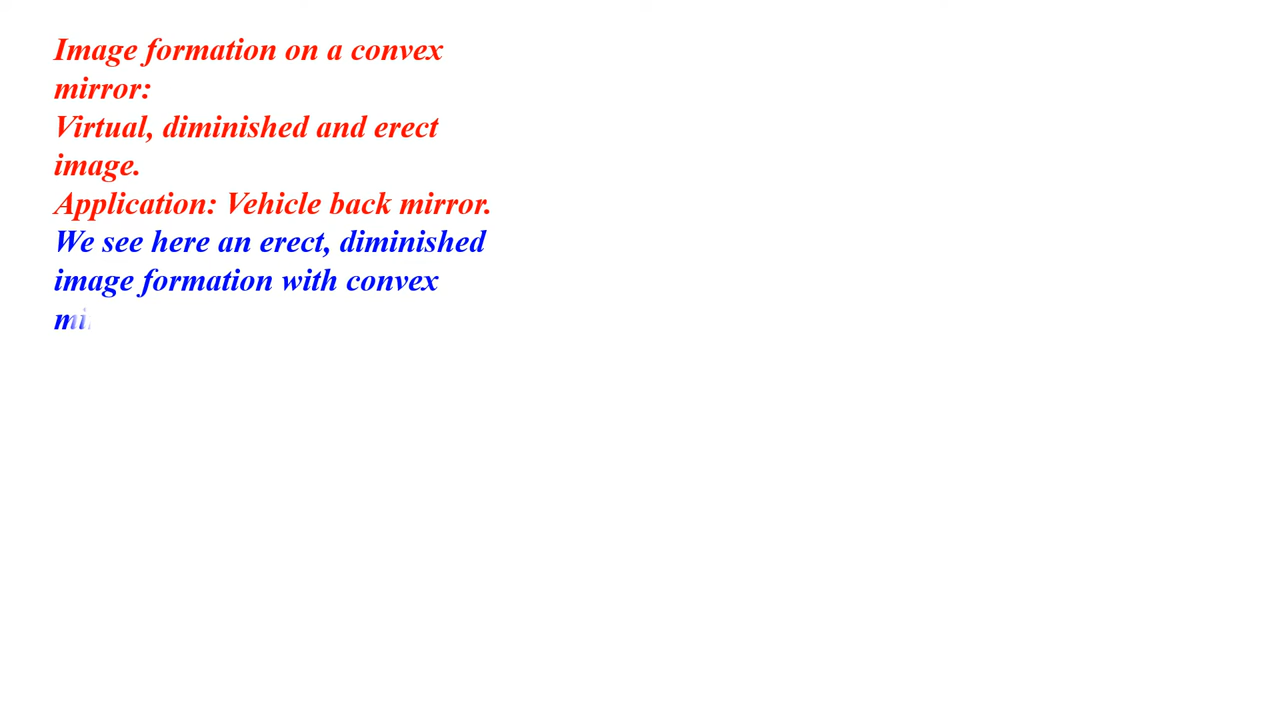 Image formation on a convex
mirror:
Virtual, diminished and erect
image.
Application: Vehicle back mirror.
We see here an erect, diminished
image formation with convex